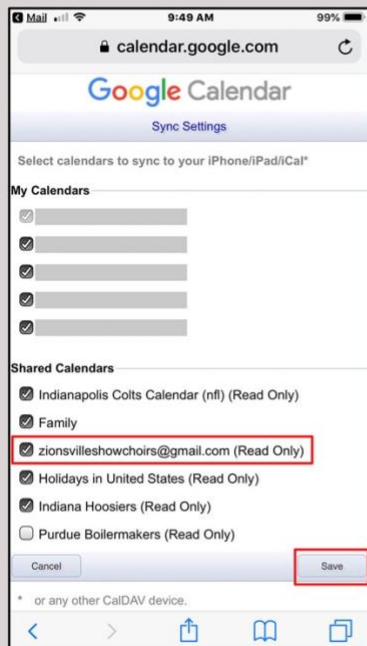 Mail 9:49 AM 99%
calendar.google.com
Google Calendar
Sync Settings
Select calendars to sync to your iPhone/iPad/iCal*
My Calendars
Shared Calendars
Indianapolis Colts Calendar (nfl) (Read Only)
Family
zionsvilleshowchoirs@gmail.com (Read Only)
Holidays in United States (Read Only)
Indiana Hoosiers (Read Only)
Purdue Boilermakers (Read Only)
Cancel Save
* or any other CalDAV device.